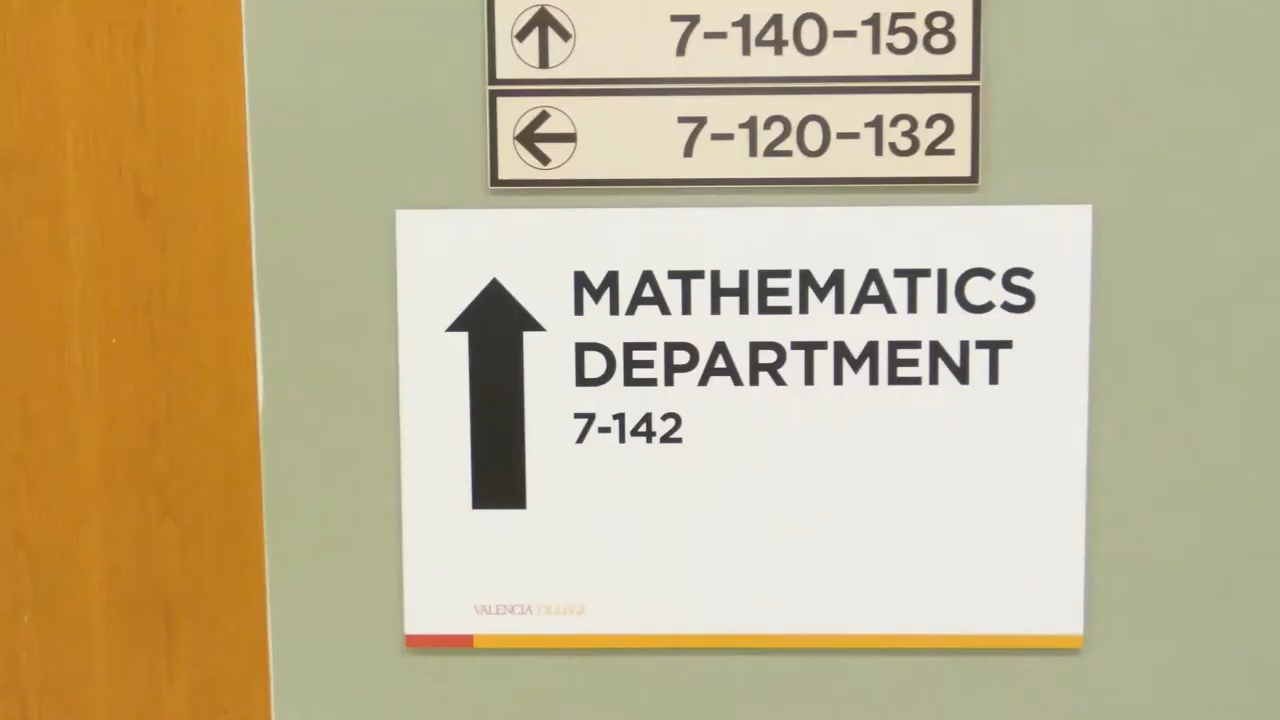 7-140-158
7-120-132
MATHEMATICS
DEPARTMENT
7-142
VALENCIA COLLEGE